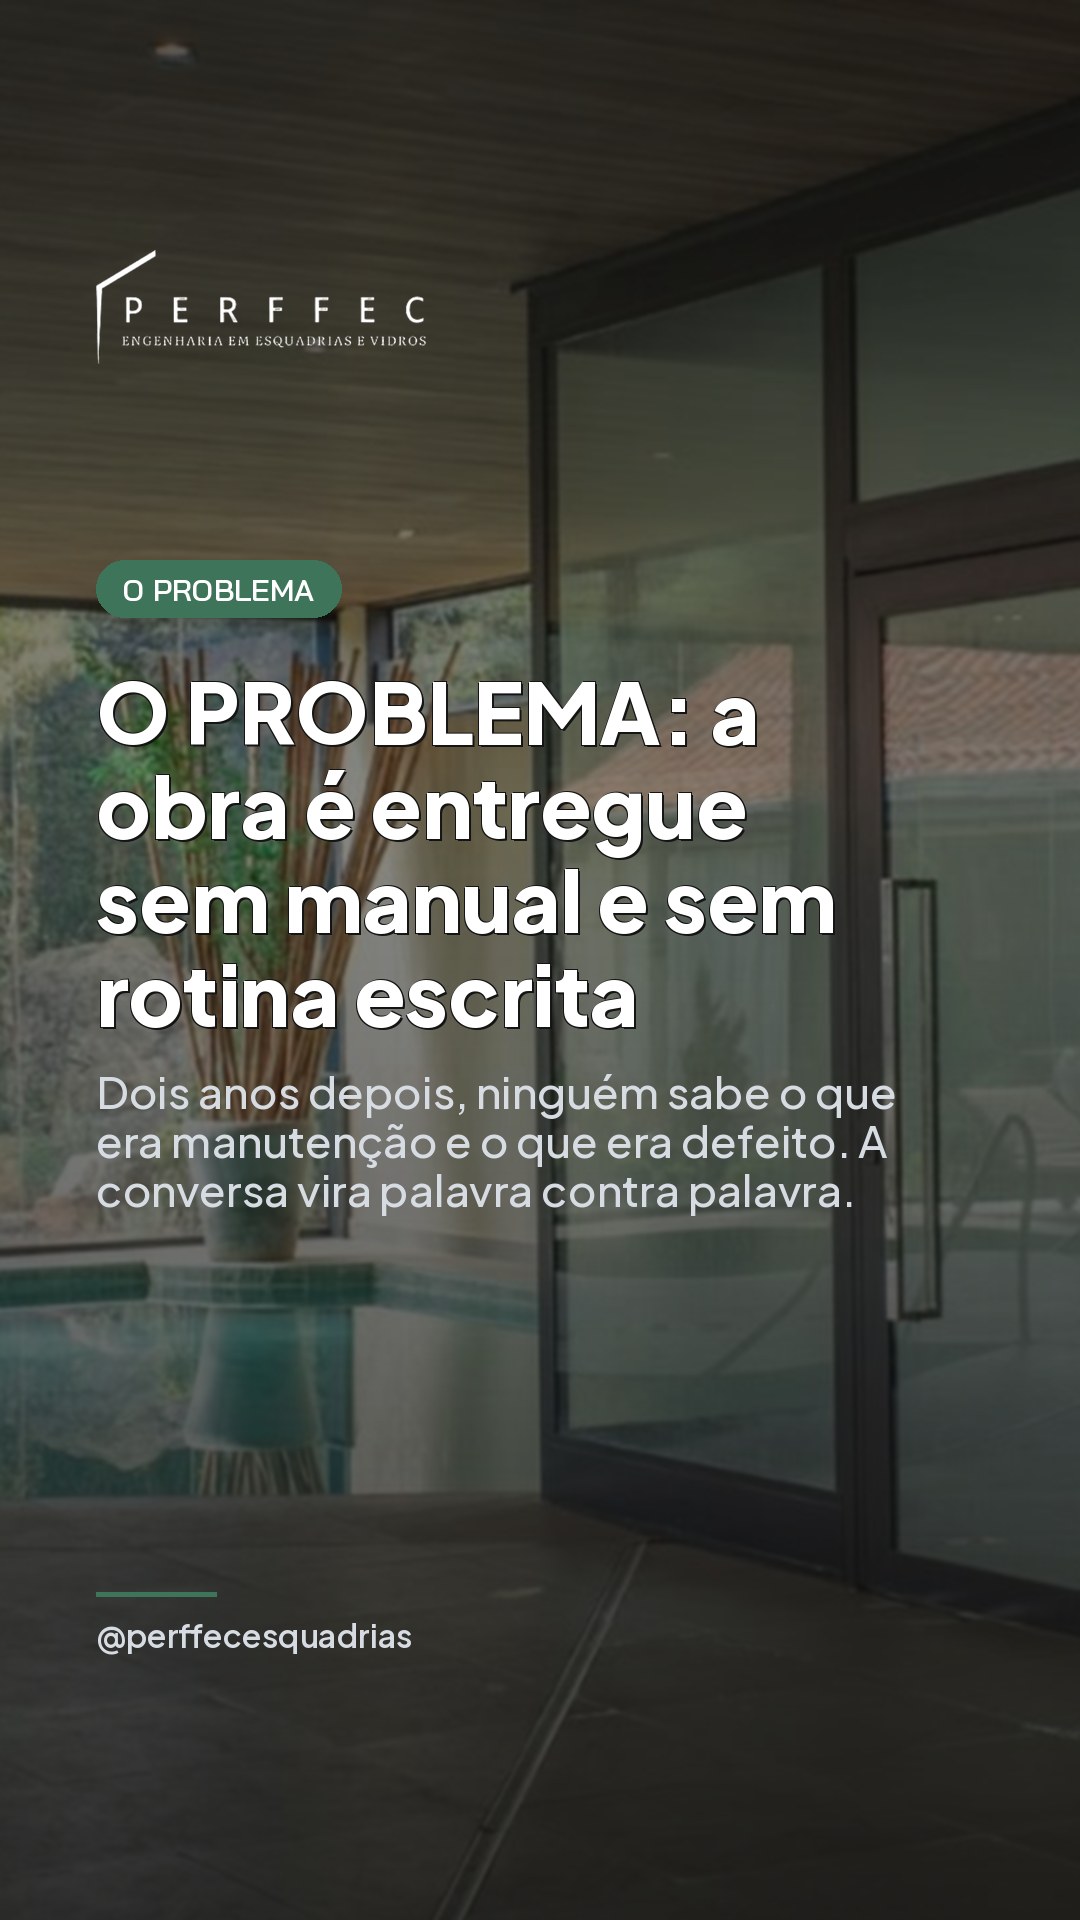 PERFFEC
ENGENHARIA EM ESQUADRIAS E VIDROS
O PROBLEMA
O PROBLEMA: a
obra é entregue
sem manual e sem
rotina escrita
Dois anos depois, ninguém sabe o que
era manutenção e o que era defeito. A
conversa vira palavra contra palavra.
@perffecesquadrias